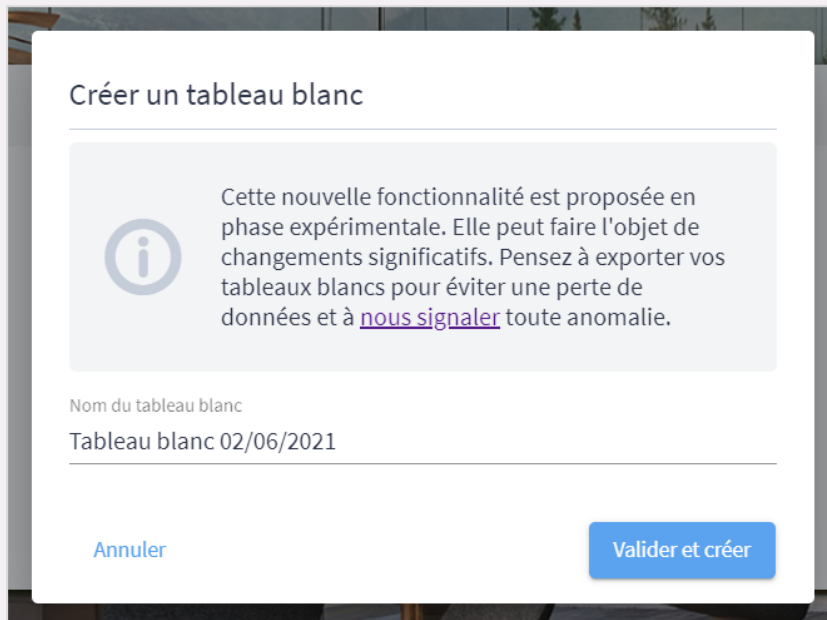 Créer un tableau blanc
Cette nouvelle fonctionnalité est proposée en
phase expérimentale. Elle peut faire l'objet de
changements significatifs. Pensez à exporter vos
tableaux blancs pour éviter une perte de
données et à nous signaler toute anomalie.
Nom du tableau blanc
Tableau blanc 02/06/2021
Annuler
Valider et créer